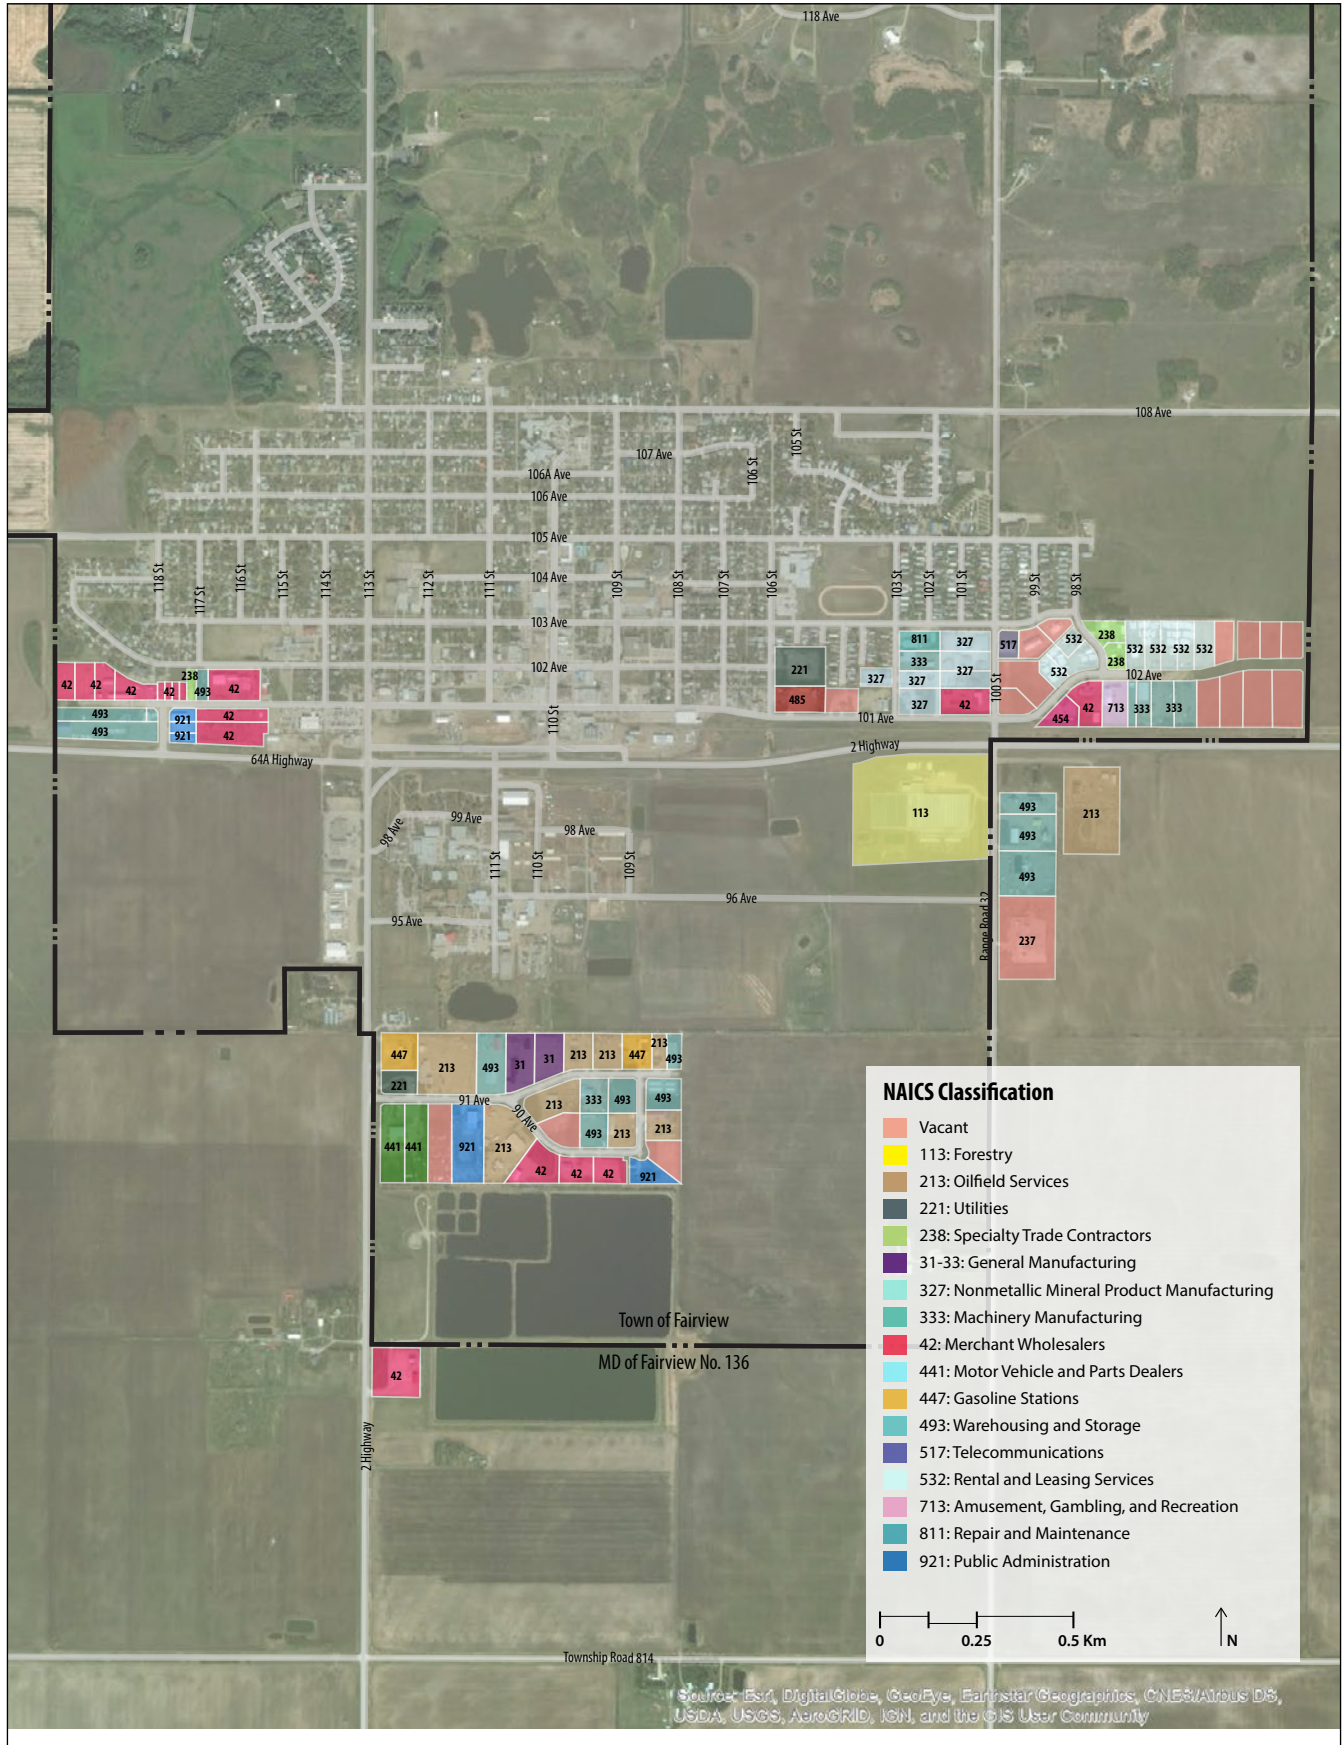 118 Ave
108 Ave
105 St
107 Ave
106 St
106A Ave
106 Ave
105 Ave
118 St
117 St
116 St
115 St
114 St
113 St
112 St
111 St
104 Ave
109 St
108 St
107 St
106 St
103 St
102 St
101 St
99 St
98 St
103 Ave
811
327
517
532
238
532
532
532
532
102 Ave
221
333
327
532
238
102 Ave
42
42
42
42
238
493
42
327
327
485
327
42
100 St
454
42
713
333
333
493
921
42
110 St
101 Ave
493
921
42
2 Highway
64A Highway
113
493
213
99 Ave
98 Ave
98 Ave
493
111 St
110 St
109 St
493
96 Ave
Range Road 32
95 Ave
237
447
213
493
31
31
213
213
447
213
493
221
91 Ave
90 Ave
213
333
493
493
441
441
921
213
493
213
213
42
42
42
921
Town of Fairview
MD of Fairview No. 136
42
2 Highway
Township Road 814
NAICS Classification
Vacant
113: Forestry
213: Oilfield Services
221: Utilities
238: Specialty Trade Contractors
31-33: General Manufacturing
327: Nonmetallic Mineral Product Manufacturing
333: Machinery Manufacturing
42: Merchant Wholesalers
441: Motor Vehicle and Parts Dealers
447: Gasoline Stations
493: Warehousing and Storage
517: Telecommunications
532: Rental and Leasing Services
713: Amusement, Gambling, and Recreation
811: Repair and Maintenance
921: Public Administration
0 0.25 0.5 Km
N
Source: Esri, DigitalGlobe, GeoEye, Earthstar Geographics, CNES/Airbus DS,
USDA, USGS, AeroGRID, IGN, and the GIS User Community